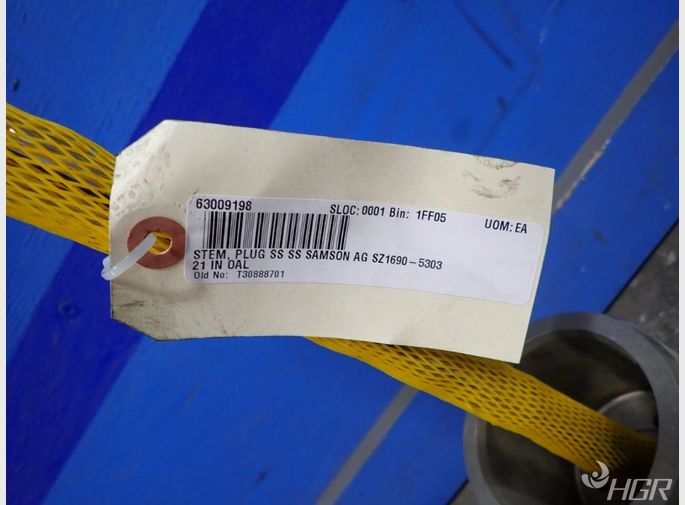 63009198 SLOC:0001 Bin: 1FF05 UOM:EA
STEM, PLUG SS SS SAMSON AG SZ1690-5303
21 IN OAL
Old No: T30888701
HGR